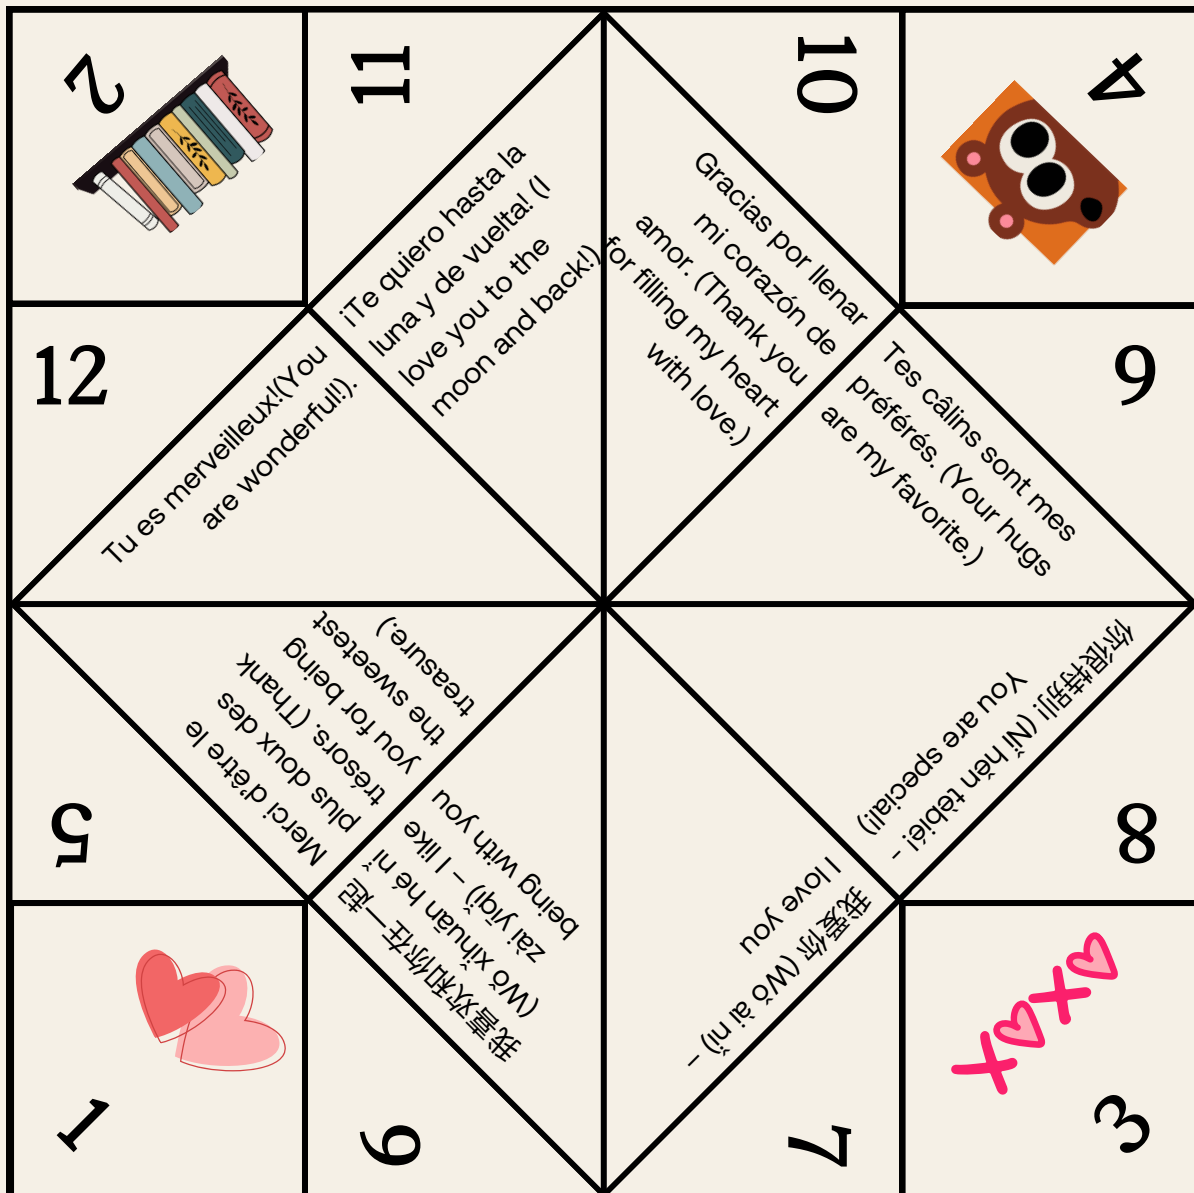 2
11
10
4
¡Te quiero hasta la
luna y de vuelta! (I
love you to the
moon and back!)
Gracias por llenar
mi corazón de
amor. (Thank you
for filling my heart
with love.)
12
Tu es merveilleux!(You
are wonderful!).
9
Tes câlins sont mes
préférés. (Your hugs
are my favorite.)
5
Merci d'être le
plus doux des
trésors. (Thank
you for being
the sweetest
treasure.)
8
你很特别! (Nǐ hěn tèbié! –
You are special!)
1
6
我喜欢和你在一起
(Wǒ xǐhuān hé nǐ
zài yīqǐ) – I like
being with you
7
我爱你 (Wǒ ài nǐ) –
I love you
X♡X♡
3